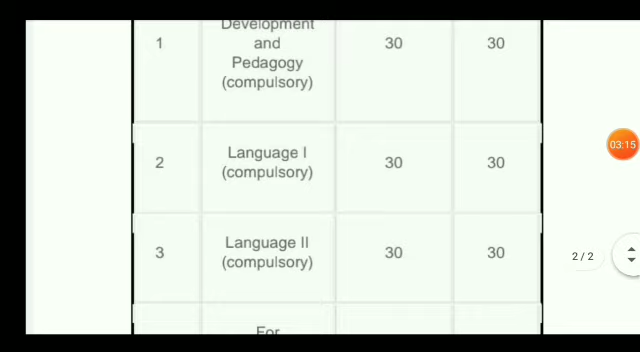 Development
1 and 30 30
Pedagogy
(compulsory)
2 Language I 30 30
(compulsory)
3 Language II 30 30
(compulsory)
For
03:15
2/2